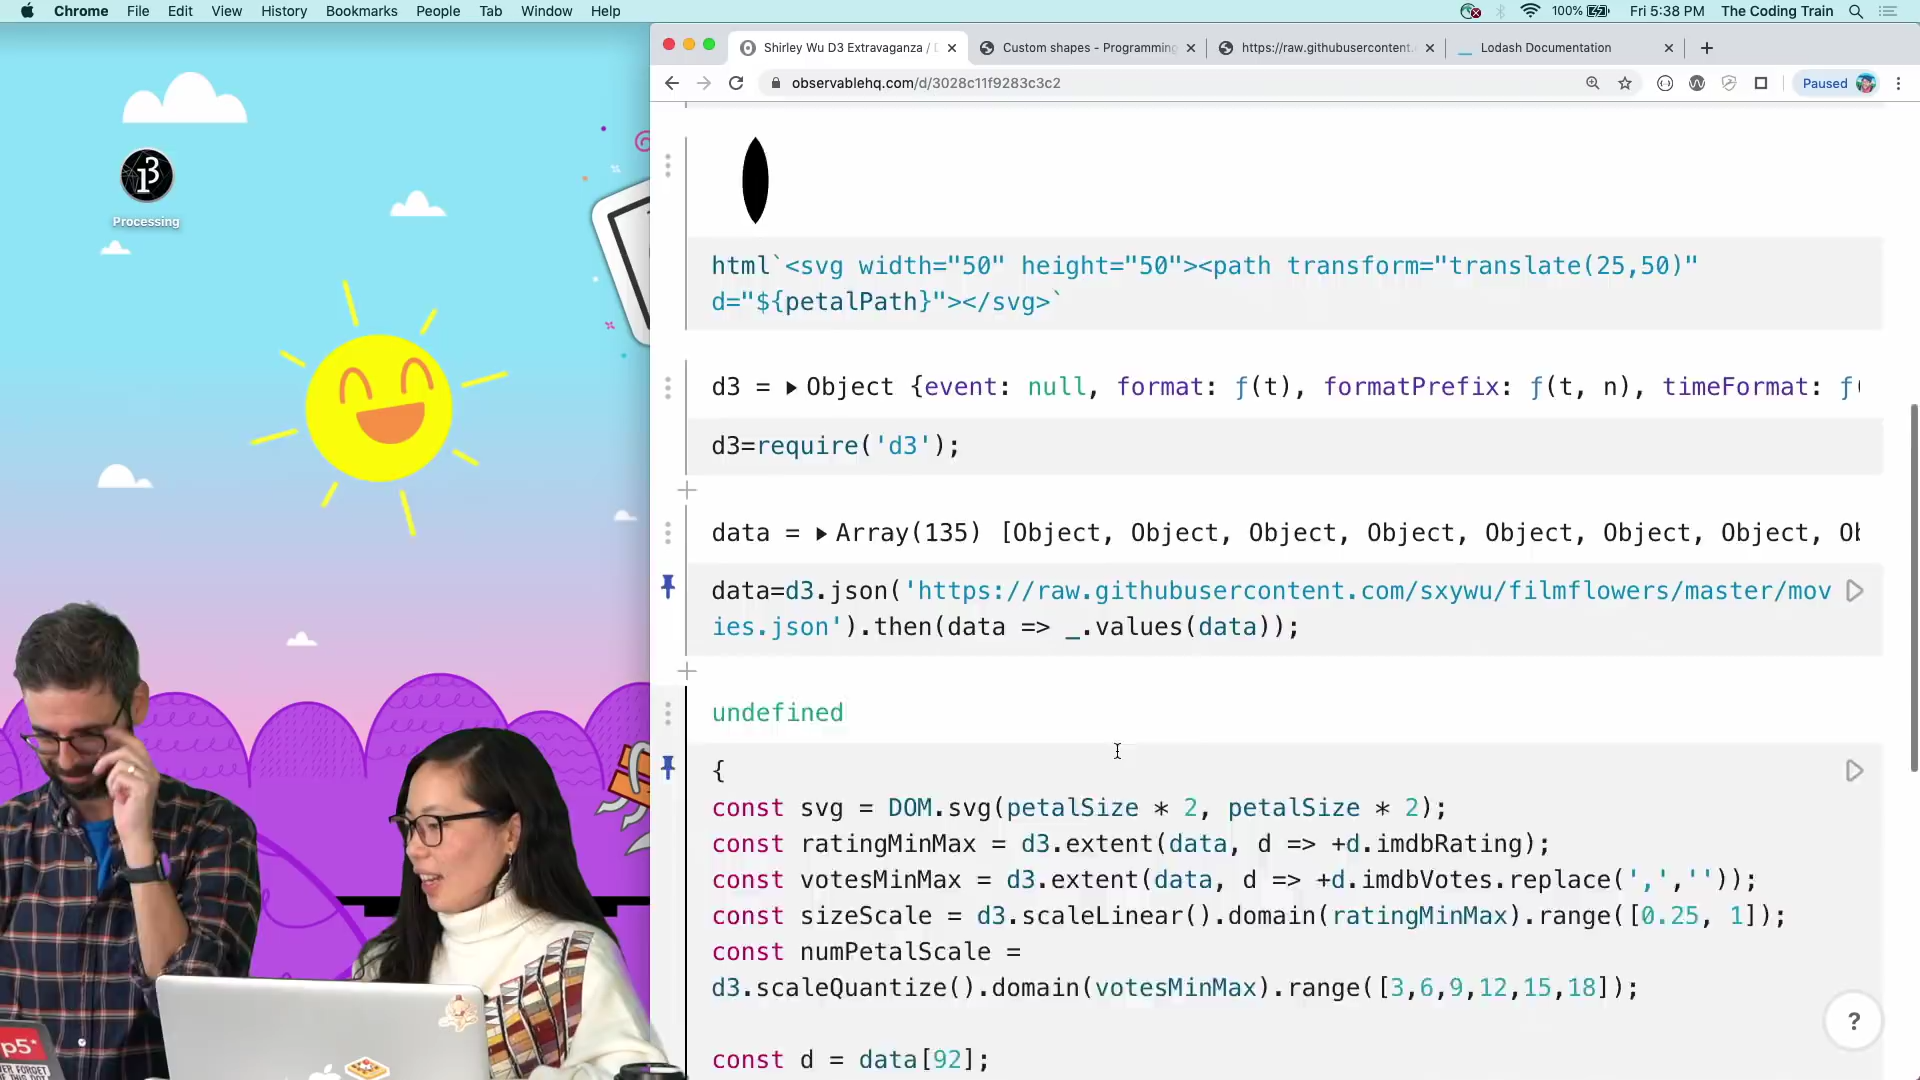 Chrome File Edit View History Bookmarks People Tab Window Help
100% Fri 5:38 PM The Coding Train
Shirley Wu D3 Extravaganza /
Custom shapes - Programming
https://raw.githubusercontent.
Lodash Documentation
observablehq.com/d/3028c11f9283c3c2
Paused
Processing
html`<svg width="50" height="50"><path transform="translate(25,50)"
d="${petalPath}"></svg>`
d3 = ▸Object {event: null, format: ƒ(t), formatPrefix: ƒ(t, n), timeFormat: ƒ(
d3=require('d3');
data = ▸Array(135) [Object, Object, Object, Object, Object, Object, Object, Ob
data=d3.json('https://raw.githubusercontent.com/sxywu/filmflowers/master/mov
ies.json').then(data => _.values(data));
undefined
{
const svg = DOM.svg(petalSize * 2, petalSize * 2);
const ratingMinMax = d3.extent(data, d => +d.imdbRating);
const votesMinMax = d3.extent(data, d => +d.imdbVotes.replace(',',''));
const sizeScale = d3.scaleLinear().domain(ratingMinMax).range([0.25, 1]);
const numPetalScale =
d3.scaleQuantize().domain(votesMinMax).range([3,6,9,12,15,18]);
const d = data[92];
?
p5*